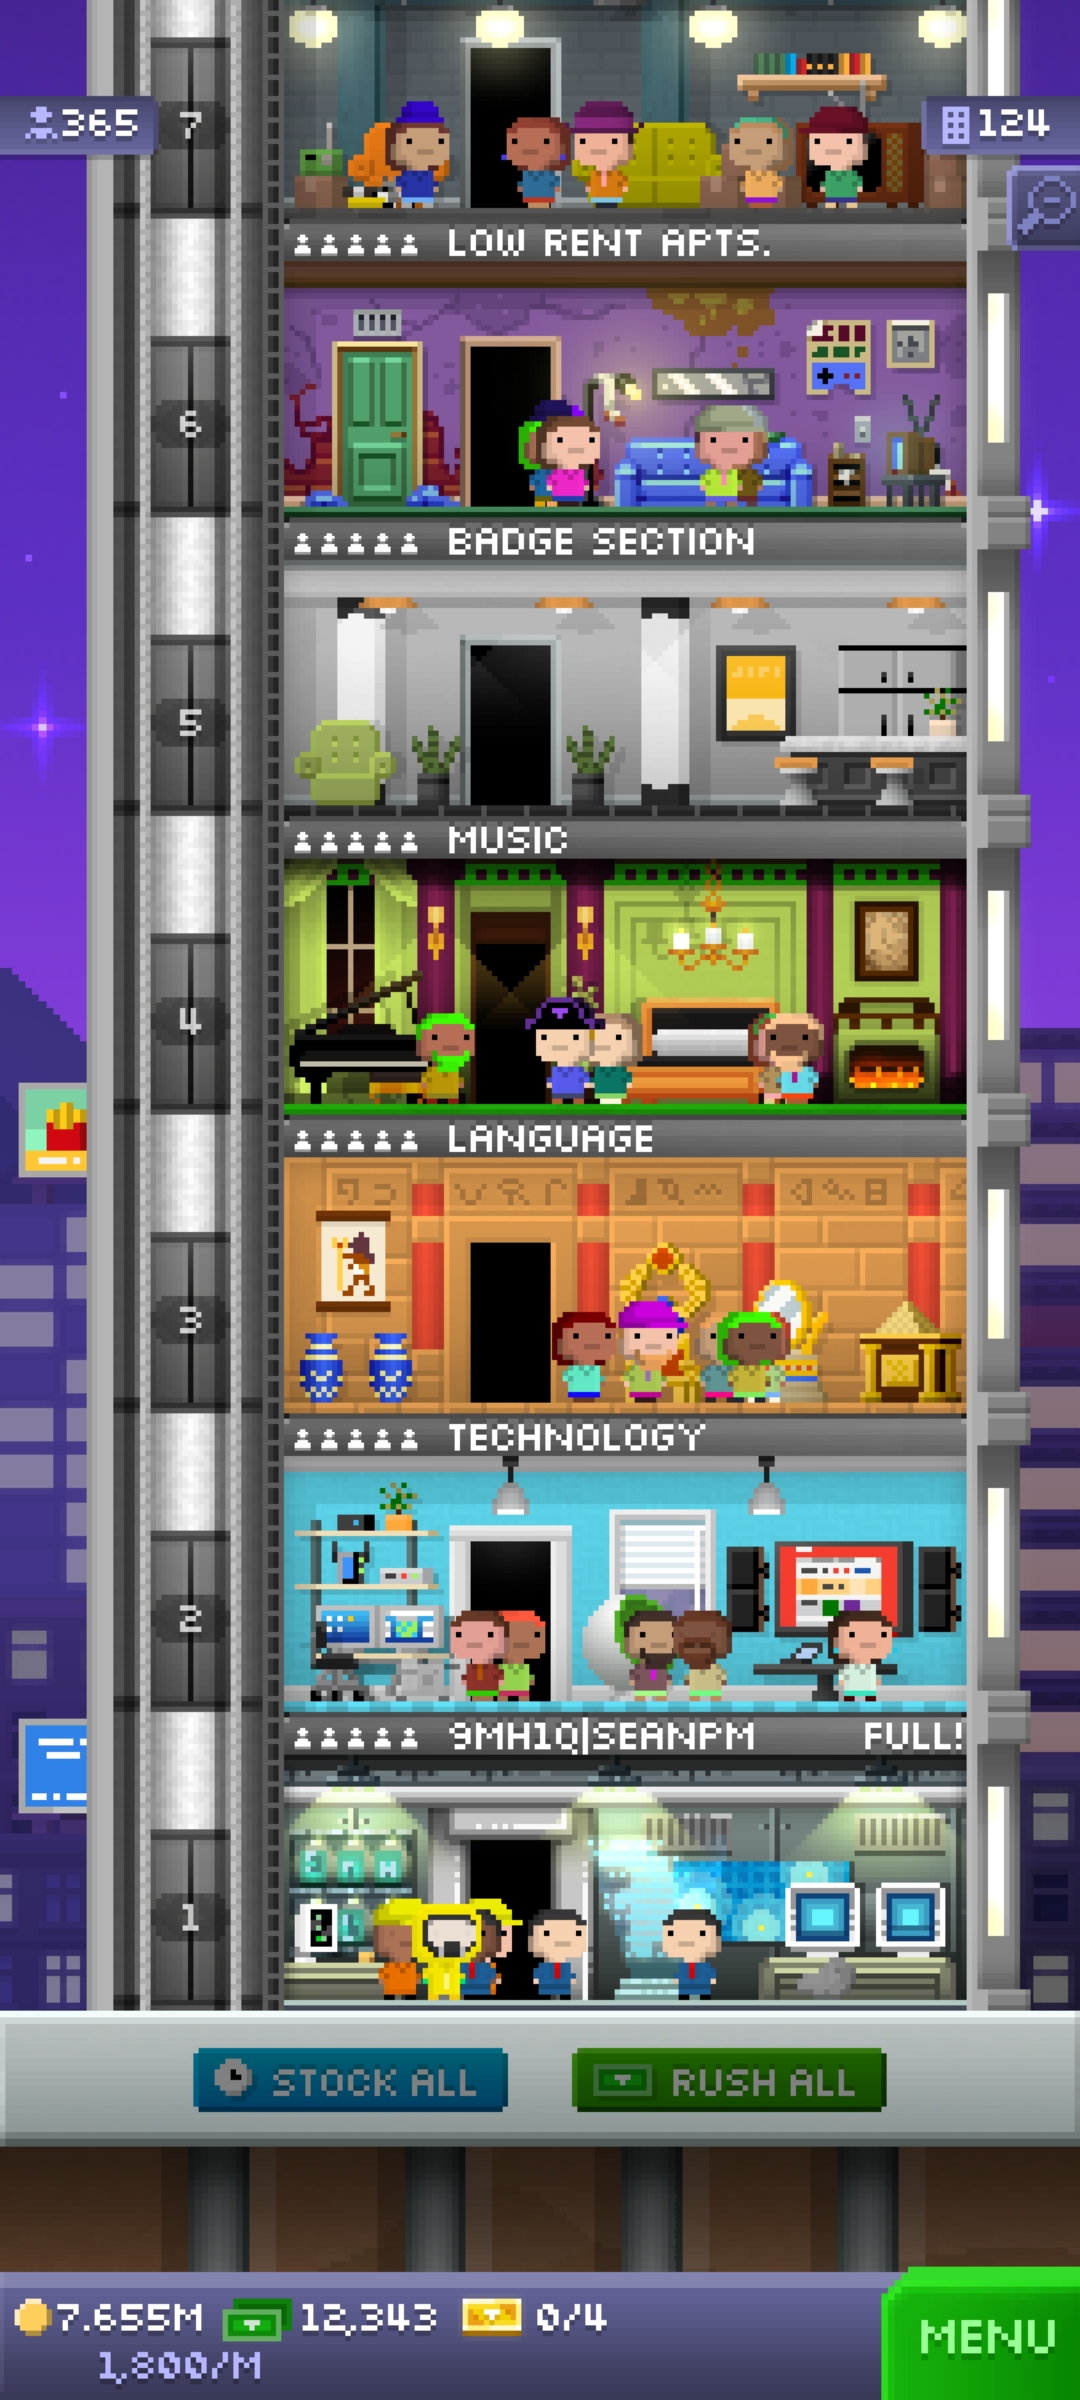 365
7
124
LOW RENT APTS.
6
BADGE SECTION
5
MUSIC
4
LANGUAGE
3
TECHNOLOGY
2
9MH1Q|SEANPM FULL!
1
STOCK ALL
RUSH ALL
7.655M 12,343 0/4
1,800/M
MENU